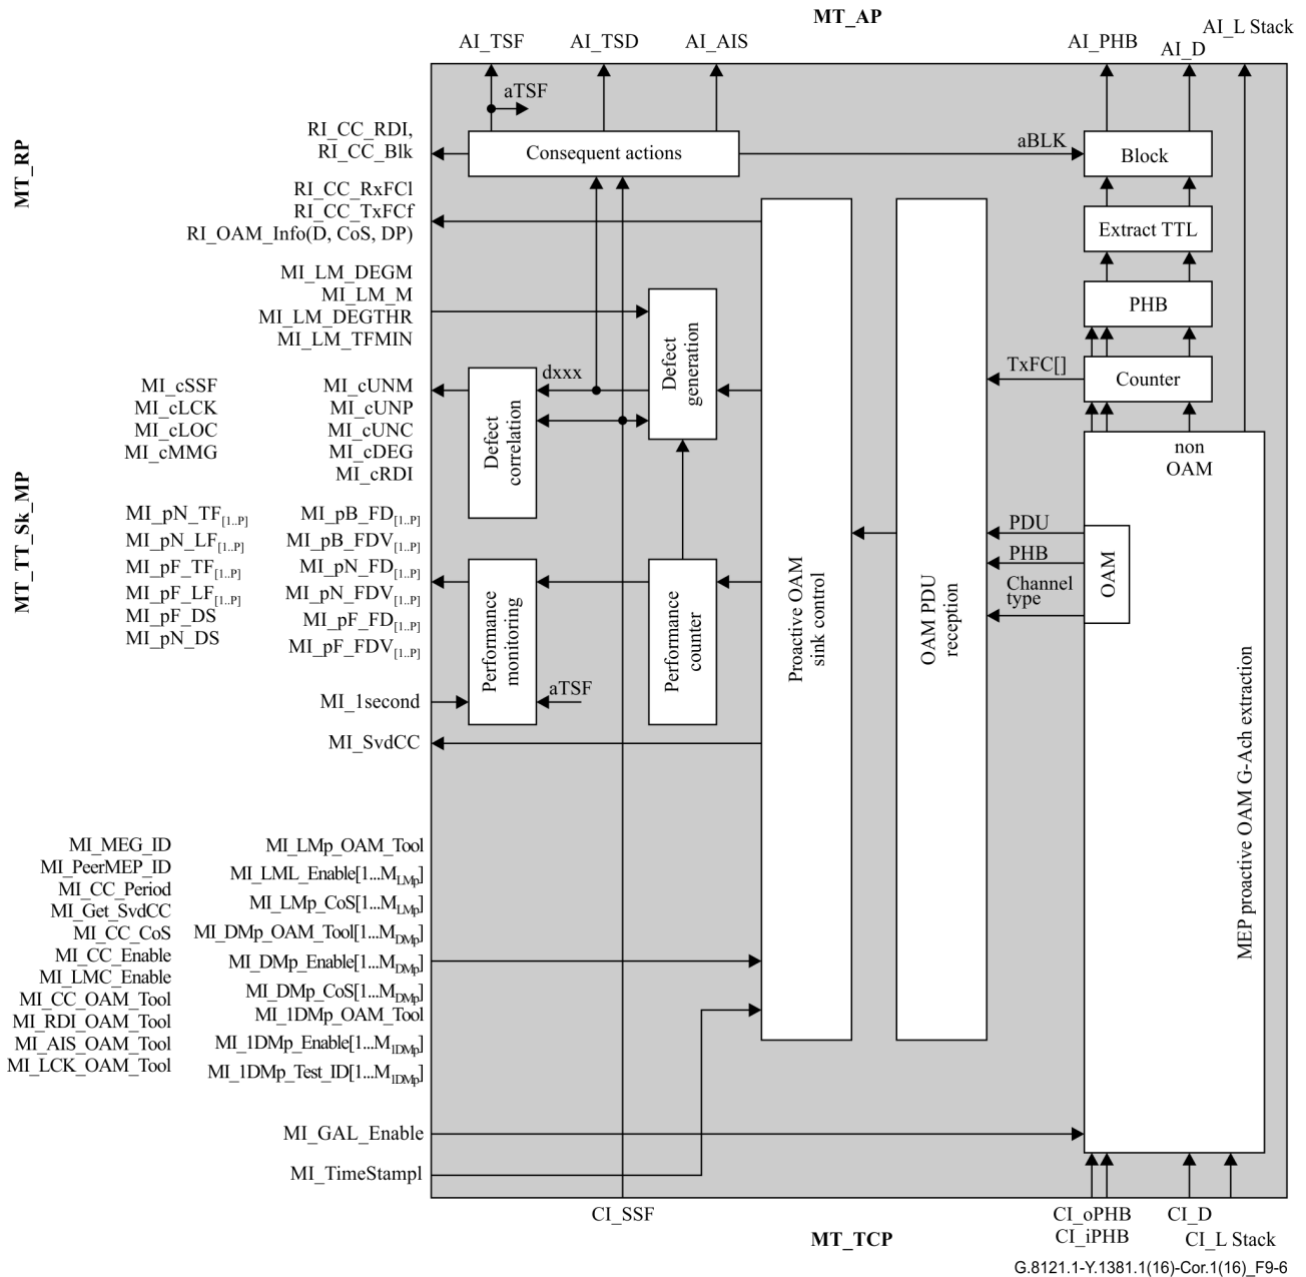 MT_AP
AI_TSF
AI_TSD
AI_AIS
AI_PHB
AI_D
AI_L Stack
aTSF
MT_RP
RI_CC_RDI,
RI_CC_Blk
Consequent actions
aBLK
Block
RI_CC_RxFCl
RI_CC_TxFCf
RI_OAM_Info(D, CoS, DP)
Extract TTL
MI_LM_DEGM
MI_LM_M
MI_LM_DEGTHR
MI_LM_TFMIN
Defect
generation
PHB
TxFC[]
Counter
dxxx
Defect
correlation
MI_cSSF
MI_cLCK
MI_cLOC
MI_cMMG
MI_cUNM
MI_cUNP
MI_cUNC
MI_cDEG
MI_cRDI
non
OAM
MT_TT_Sk_MP
MI_pN_TF[1..P]
MI_pN_LF[1..P]
MI_pF_TF[1..P]
MI_pF_LF[1..P]
MI_pF_DS
MI_pN_DS
MI_pB_FD[1..P]
MI_pB_FDV[1..P]
MI_pN_FD[1..P]
MI_pN_FDV[1..P]
MI_pF_FD[1..P]
MI_pF_FDV[1..P]
Performance
monitoring
Performance
counter
Proactive OAM
sink control
OAM PDU
reception
PDU
PHB
Channel
type
OAM
MEP proactive OAM G-Ach extraction
MI_1second
aTSF
MI_SvdCC
MI_MEG_ID
MI_PeerMEP_ID
MI_CC_Period
MI_Get_SvdCC
MI_CC_CoS
MI_CC_Enable
MI_LMC_Enable
MI_CC_OAM_Tool
MI_RDI_OAM_Tool
MI_AIS_OAM_Tool
MI_LCK_OAM_Tool
MI_LMp_OAM_Tool
MI_LML_Enable[1...MLMp]
MI_LMp_CoS[1...MLMp]
MI_DMp_OAM_Tool[1...MDMp]
MI_DMp_Enable[1...MDMp]
MI_DMp_CoS[1...MDMp]
MI_1DMp_OAM_Tool
MI_1DMp_Enable[1...M1DMp]
MI_1DMp_Test_ID[1...M1DMp]
MI_GAL_Enable
MI_TimeStampl
CI_SSF
CI_oPHB
CI_iPHB
CI_D
CI_L Stack
MT_TCP
G.8121.1-Y.1381.1(16)-Cor.1(16)_F9-6